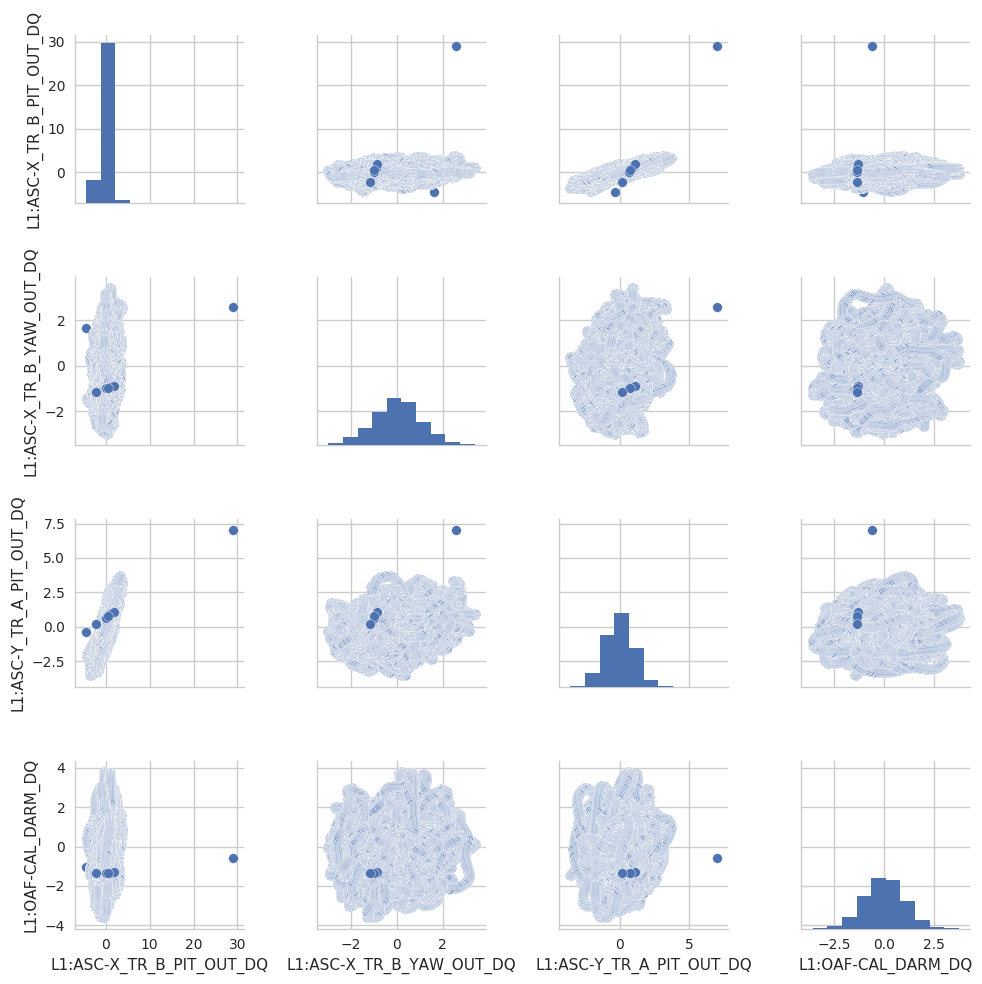 L1:ASC-X_TR_B_PIT_OUT_DQ
30
20
10
0
L1:ASC-X_TR_B_YAW_OUT_DQ
2
0
−2
L1:ASC-Y_TR_A_PIT_OUT_DQ
7.5
5.0
2.5
0.0
−2.5
L1:OAF-CAL_DARM_DQ
4
2
0
−2
−4
0 10 20 30
−2 0 2
0 5
−2.5 0.0 2.5
L1:ASC-X_TR_B_PIT_OUT_DQ
L1:ASC-X_TR_B_YAW_OUT_DQ
L1:ASC-Y_TR_A_PIT_OUT_DQ
L1:OAF-CAL_DARM_DQ